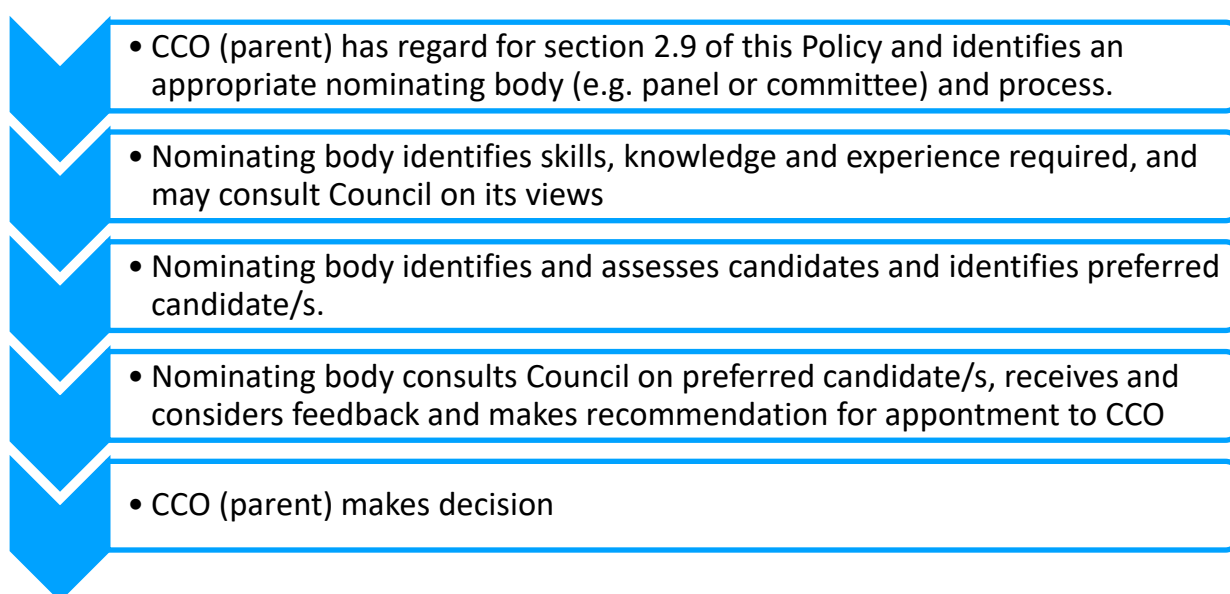 • CCO (parent) has regard for section 2.9 of this Policy and identifies an
appropriate nominating body (e.g. panel or committee) and process.
• Nominating body identifies skills, knowledge and experience required, and
may consult Council on its views
• Nominating body identifies and assesses candidates and identifies preferred
candidate/s.
• Nominating body consults Council on preferred candidate/s, receives and
considers feedback and makes recommendation for appontment to CCO
• CCO (parent) makes decision